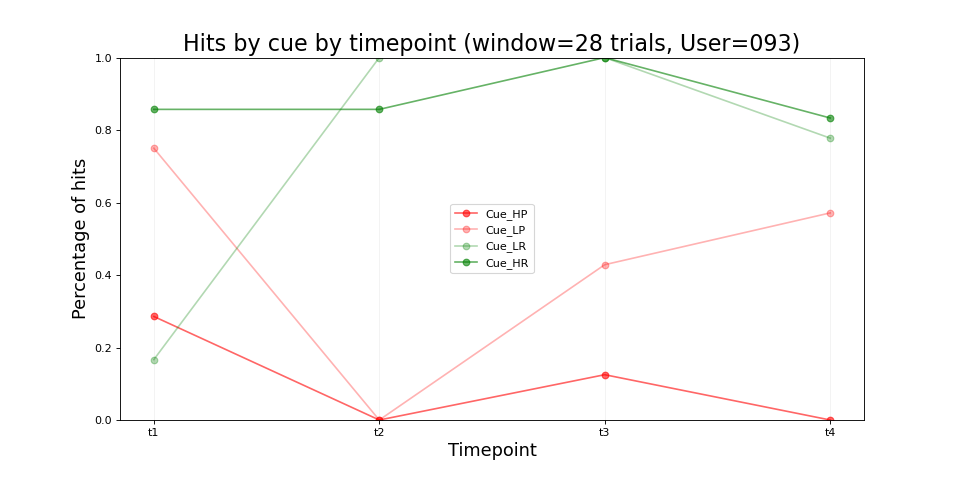 Hits by cue by timepoint (window=28 trials, User=093)
Percentage of hits
1.0
0.8
0.6
0.4
0.2
0.0
Cue_HP
Cue_LP
Cue_LR
Cue_HR
t1 t2 t3 t4
Timepoint